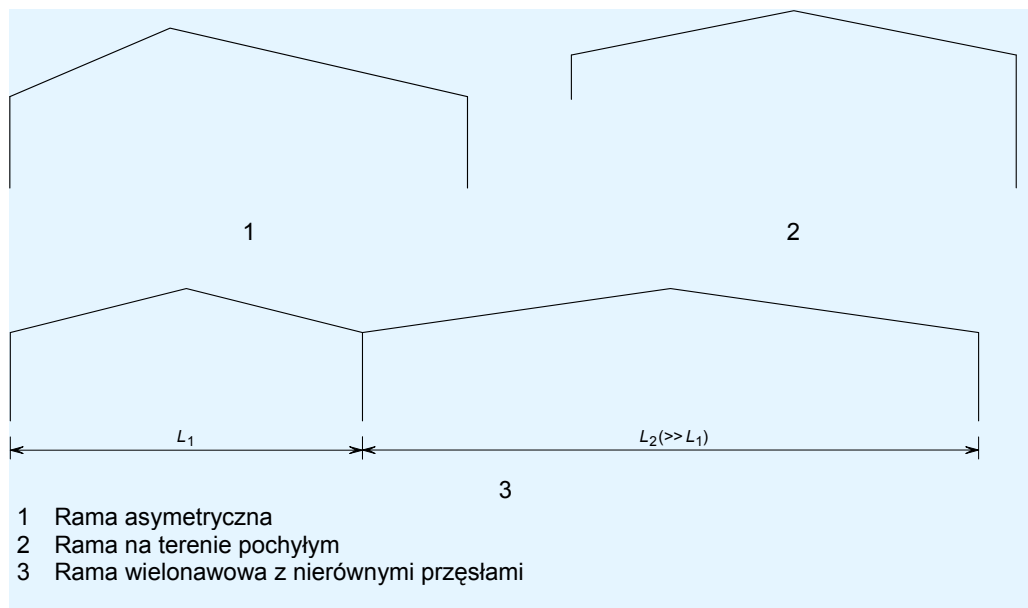 1
2
L1
L2(>>L1)
3
1 Rama asymetryczna
2 Rama na terenie pochyłym
3 Rama wielonawowa z nierównymi przęsłami